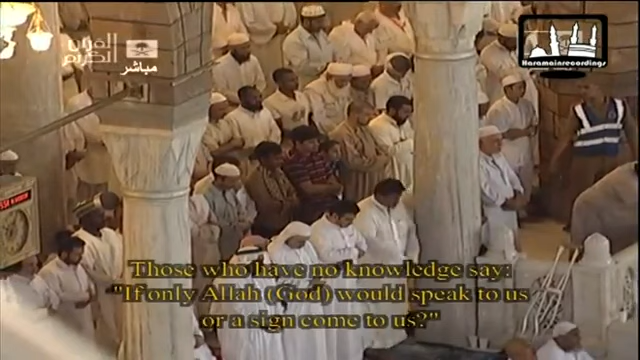 القرآن الكريم
مباشر
Haramainrecordings
Those who have no knowledge say:
"If only Allah (God) would speak to us
or a sign come to us?"